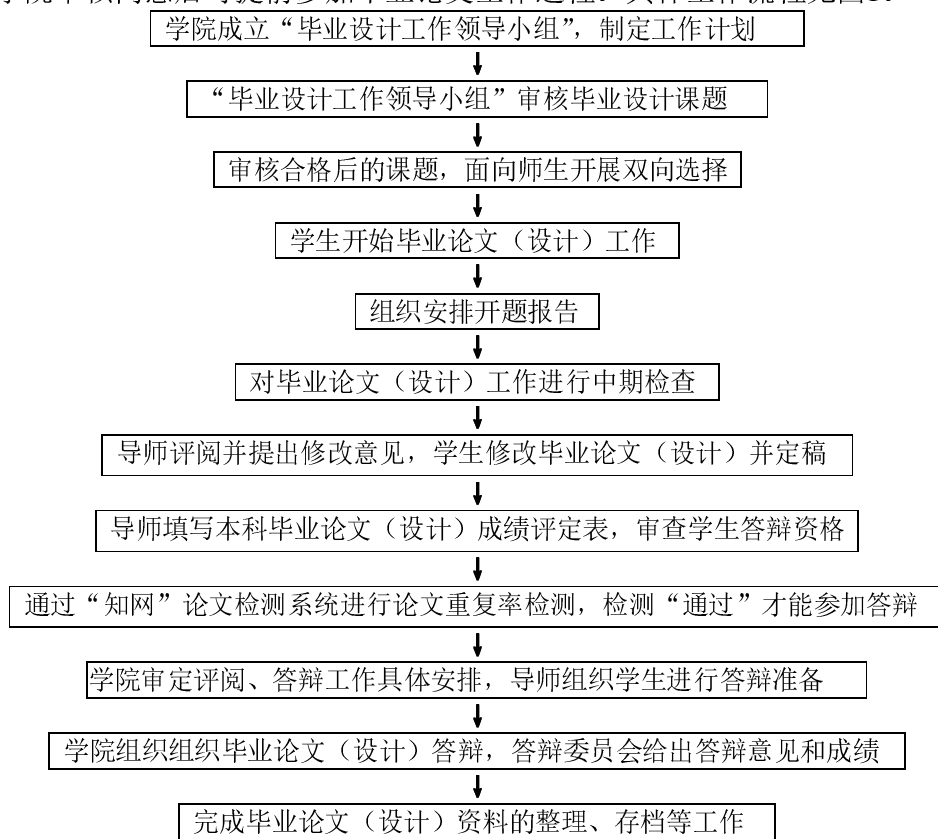 学院成立“毕业设计工作领导小组”，制定工作计划
“毕业设计工作领导小组”审核毕业设计课题
审核合格后的课题，面向师生开展双向选择
学生开始毕业论文（设计）工作
组织安排开题报告
对毕业论文（设计）工作进行中期检查
导师评阅并提出修改意见，学生修改毕业论文（设计）并定稿
导师填写本科毕业论文（设计）成绩评定表，审查学生答辩资格
通过“知网”论文检测系统进行论文重复率检测，检测“通过”才能参加答辩
学院审定评阅、答辩工作具体安排，导师组织学生进行答辩准备
学院组织组织毕业论文（设计）答辩，答辩委员会给出答辩意见和成绩
完成毕业论文（设计）资料的整理、存档等工作